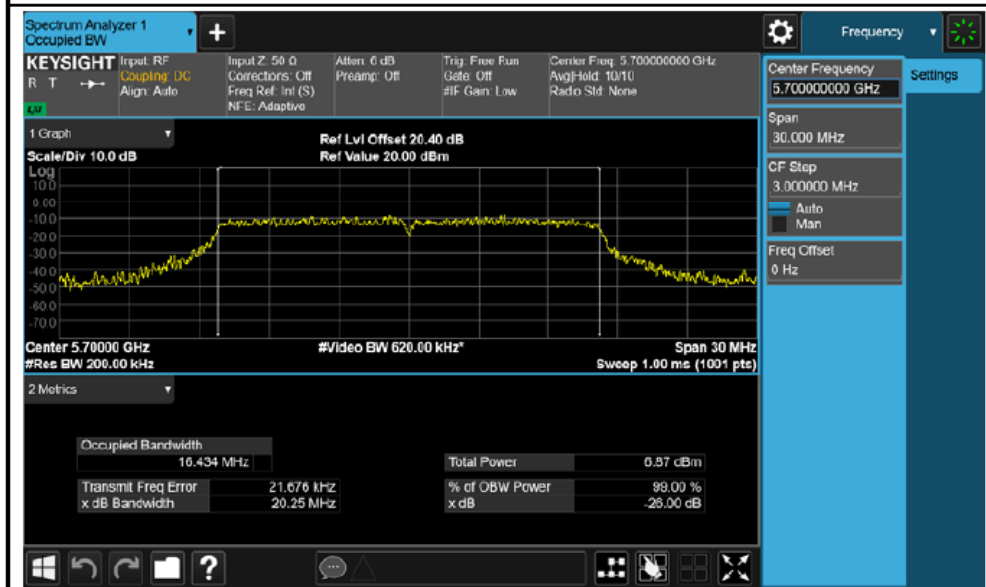 Spectrum Analyzer 1
Occupied BW
+
Frequency
KEYSIGHT
R T
LXI
Input: RF
Coupling: DC
Align: Auto
Input Z: 50 Ω
Corrections: Off
Freq Ref: Int (S)
NFE: Adaptive
Atten: 6 dB
Preamp: Off
Trig: Free Run
Gate: Off
#IF Gain: Low
Center Freq: 5.700000000 GHz
Avg|Hold: 10/10
Radio Std: None
Center Frequency
5.700000000 GHz
Settings
Span
30.000 MHz
CF Step
3.000000 MHz
Auto
Man
Freq Offset
0 Hz
1 Graph
Scale/Div 10.0 dB
Ref Lvl Offset 20.40 dB
Ref Value 20.00 dBm
Log
10.0
0.00
-10.0
-20.0
-30.0
-40.0
-50.0
-60.0
-70.0
Center 5.70000 GHz
#Video BW 620.00 kHz*
Span 30 MHz
#Res BW 200.00 kHz
Sweep 1.00 ms (1001 pts)
2 Metrics
Occupied Bandwidth
16.434 MHz
Total Power 6.87 dBm
Transmit Freq Error 21.676 kHz
% of OBW Power 99.00 %
x dB Bandwidth 20.25 MHz
x dB -26.00 dB
?